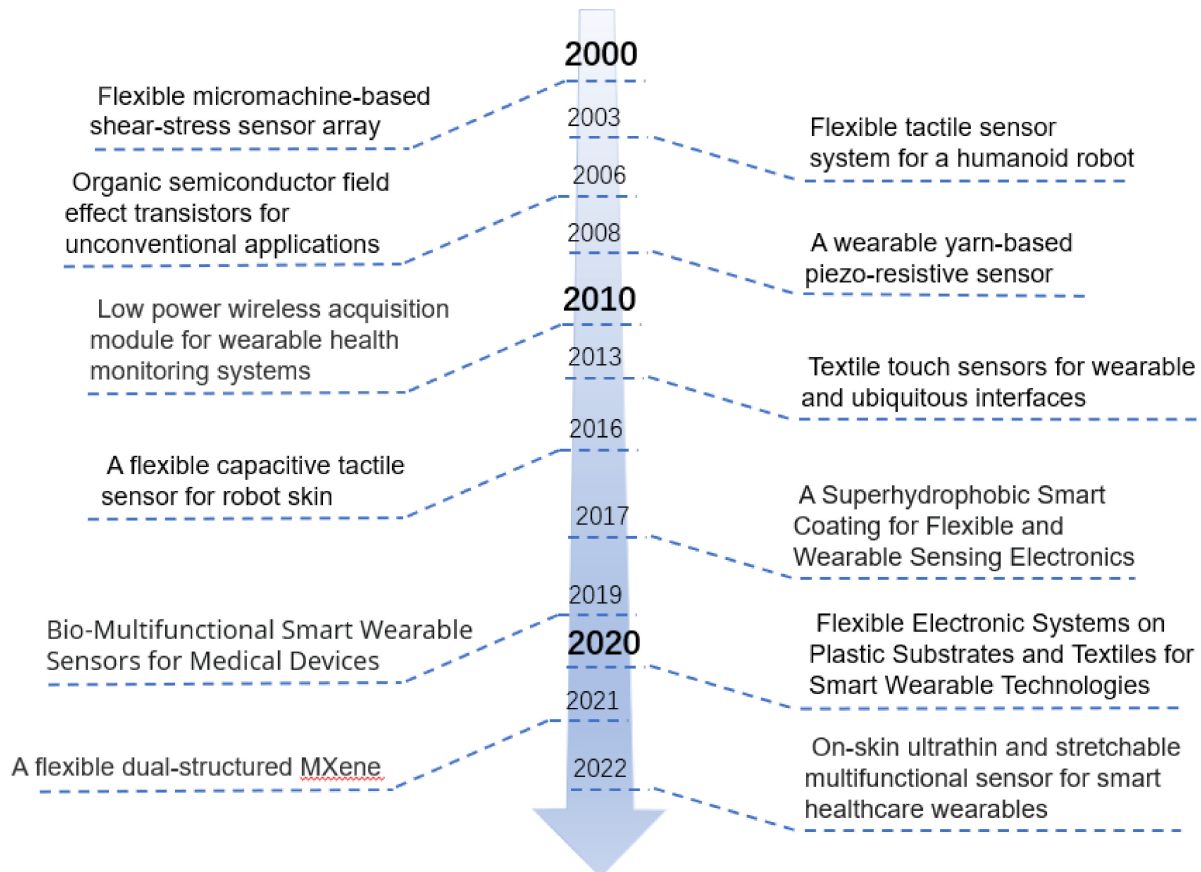 2000
Flexible micromachine-based
shear-stress sensor array
2003
Flexible tactile sensor
system for a humanoid robot
2006
Organic semiconductor field
effect transistors for
unconventional applications
2008
A wearable yarn-based
piezo-resistive sensor
2010
Low power wireless acquisition
module for wearable health
monitoring systems
2013
Textile touch sensors for wearable
and ubiquitous interfaces
2016
A flexible capacitive tactile
sensor for robot skin
2017
A Superhydrophobic Smart
Coating for Flexible and
Wearable Sensing Electronics
2019
Bio-Multifunctional Smart Wearable
Sensors for Medical Devices
2020
Flexible Electronic Systems on
Plastic Substrates and Textiles for
Smart Wearable Technologies
2021
A flexible dual-structured MXene
2022
On-skin ultrathin and stretchable
multifunctional sensor for smart
healthcare wearables